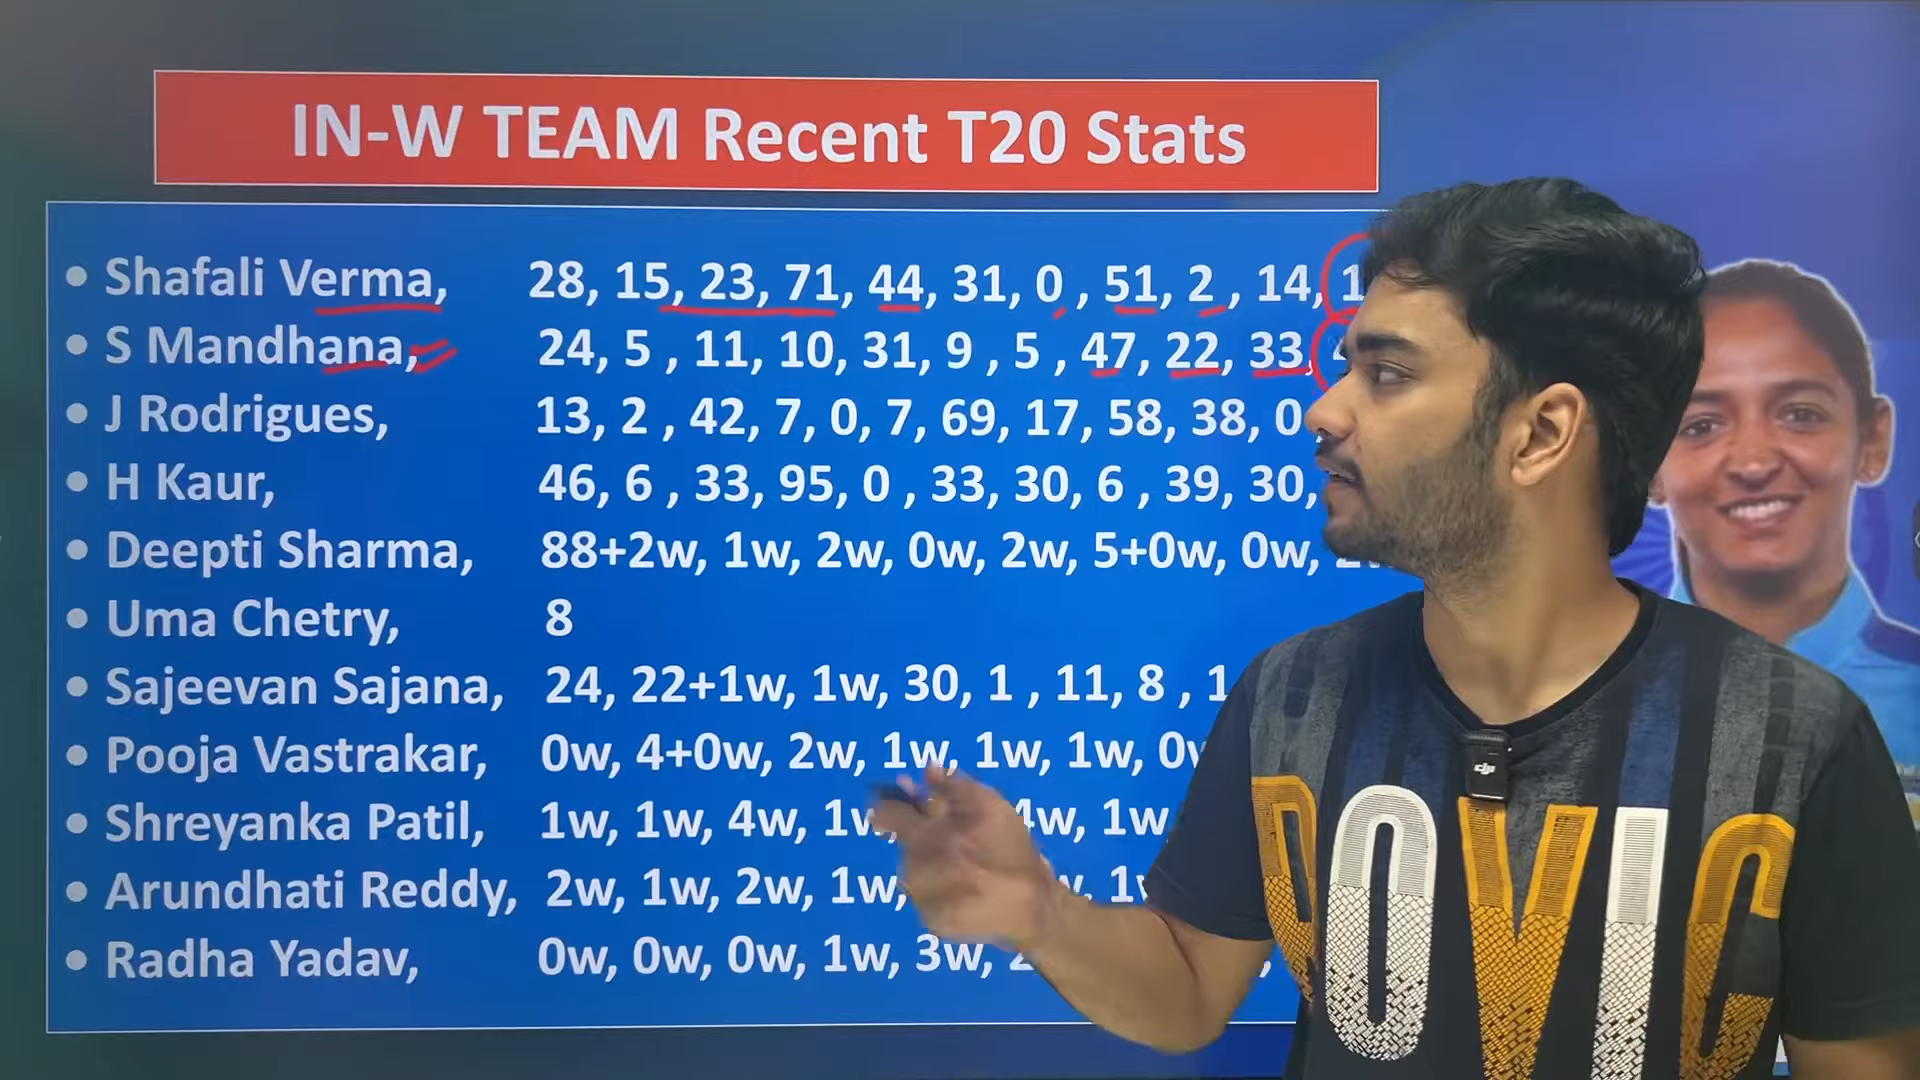 IN-W TEAM Recent T20 Stats
• Shafali Verma, 28, 15, 23, 71, 44, 31, 0 , 51, 2 , 14,
• S Mandhana, 24, 5 , 11, 10, 31, 9 , 5 , 47, 22, 33,
• J Rodrigues, 13, 2 , 42, 7, 0, 7, 69, 17, 58, 38, 0
• H Kaur, 46, 6 , 33, 95, 0 , 33, 30, 6 , 39, 30,
• Deepti Sharma, 88+2w, 1w, 2w, 0w, 2w, 5+0w, 0w,
• Uma Chetry, 8
• Sajeevan Sajana, 24, 22+1w, 1w, 30, 1 , 11, 8 ,
• Pooja Vastrakar, 0w, 4+0w, 2w, 1w, 1w, 1w,
• Shreyanka Patil, 1w, 1w, 4w, 4w, 1w,
• Arundhati Reddy, 2w, 1w, 2w, 1w,
• Radha Yadav, 0w, 0w, 0w, 1w, 3w,
dji
DOVIC